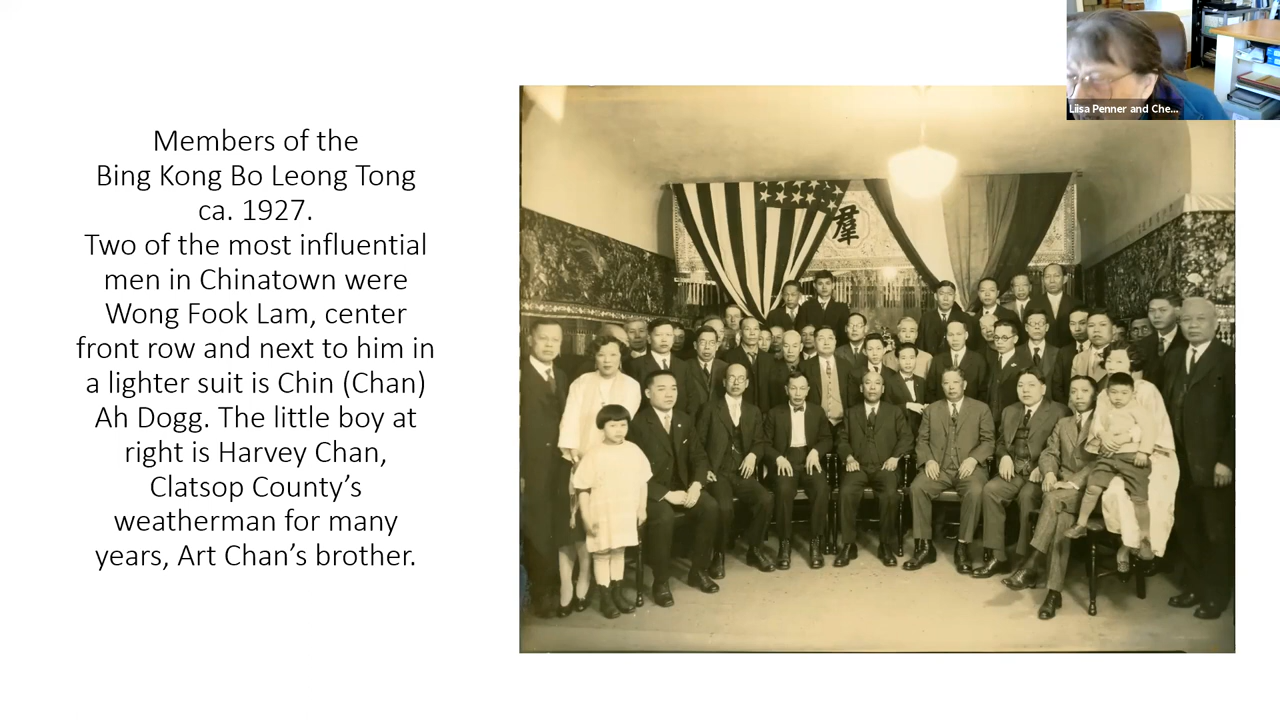 Members of the
Bing Kong Bo Leong Tong
ca. 1927.
Two of the most influential
men in Chinatown were
Wong Fook Lam, center
front row and next to him in
a lighter suit is Chin (Chan)
Ah Dogg. The little boy at
right is Harvey Chan,
Clatsop County’s
weatherman for many
years, Art Chan’s brother.
群
Liisa Penner and Che...